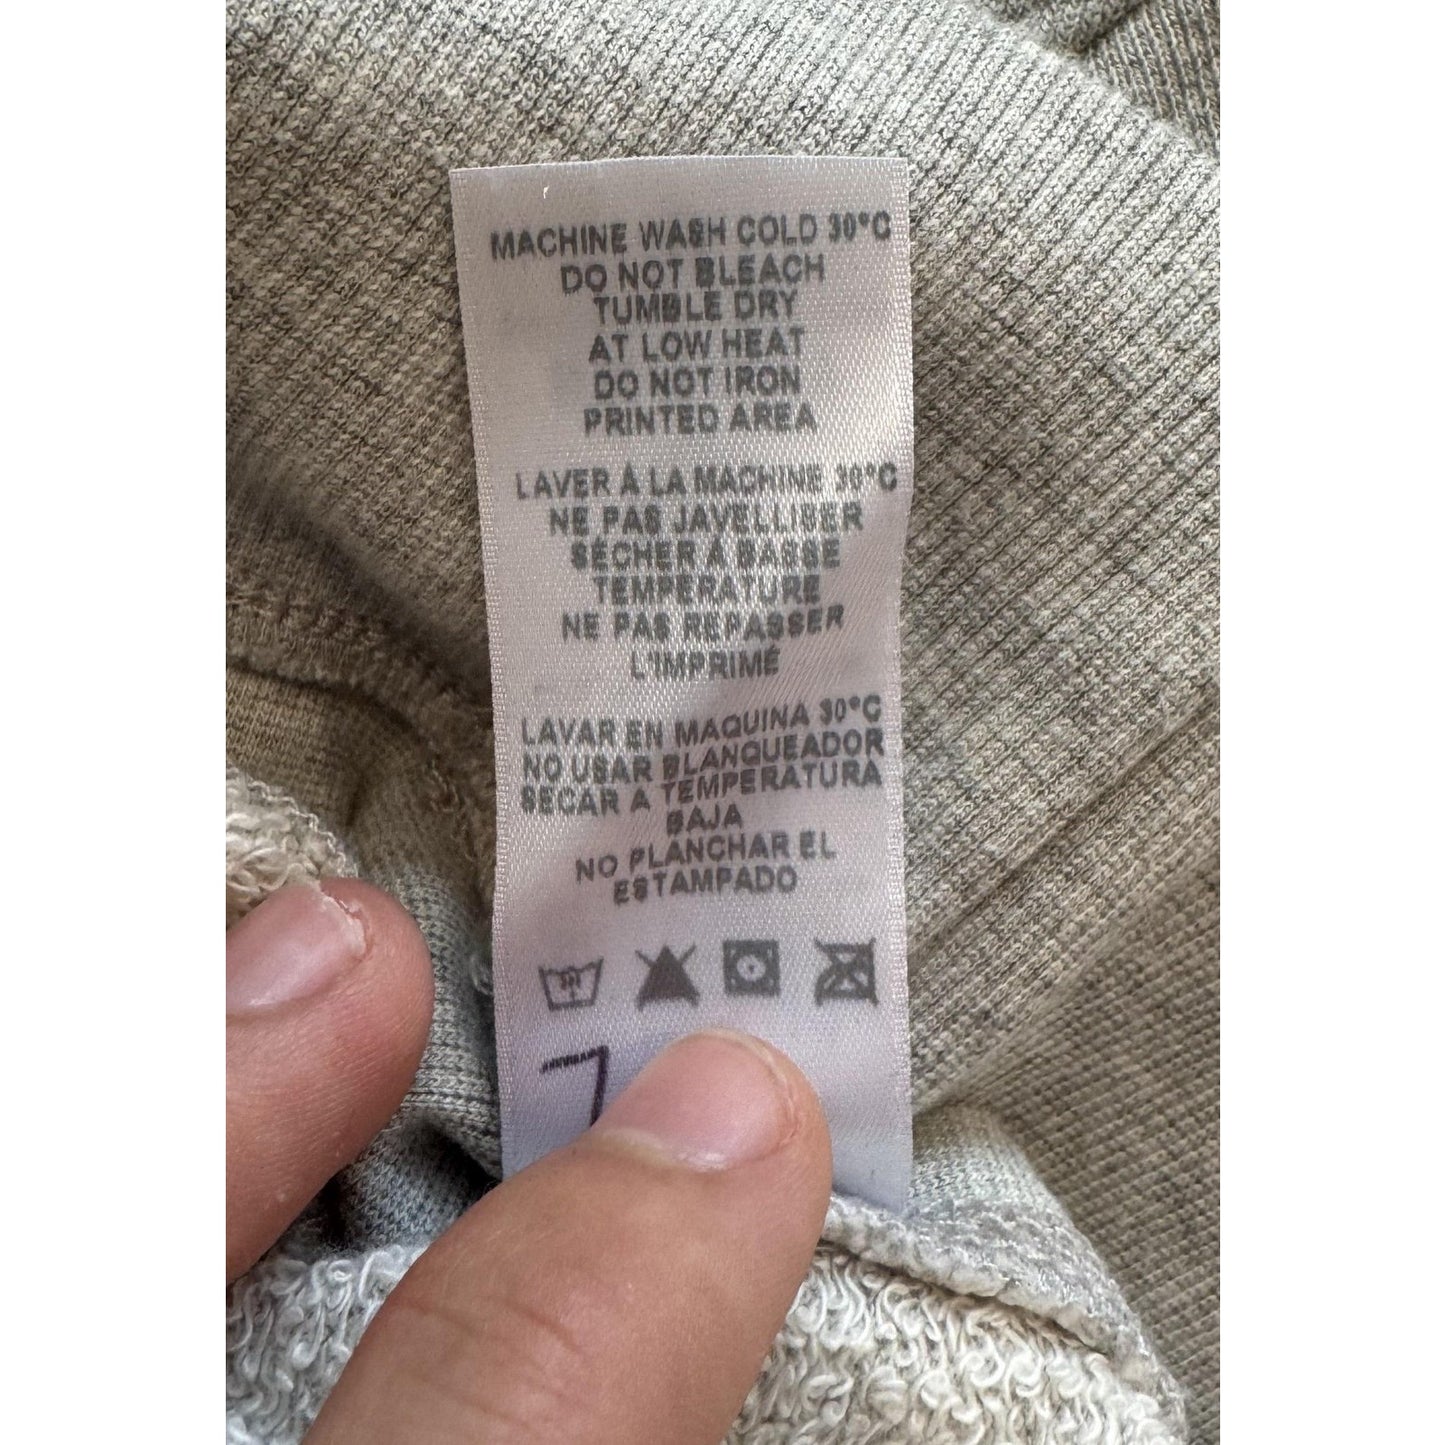 MACHINE WASH COLD 30°C
DO NOT BLEACH
TUMBLE DRY
AT LOW HEAT
DO NOT IRON
PRINTED AREA
LAVER À LA MACHINE 30°C
NE PAS JAVELLISER
SÉCHER À BASSE
TEMPERATURE
NE PAS REPASSER
L'IMPRIMÉ
LAVAR EN MAQUINA 30°C
NO USAR BLANQUEADOR
SECAR A TEMPERATURA
BAJA
NO PLANCHAR EL
ESTAMPADO